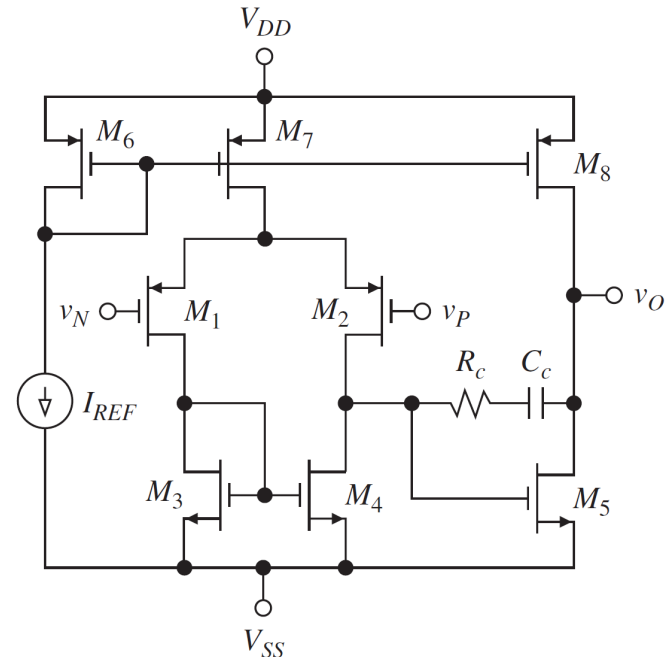 V_DD
M_6
M_7
M_8
v_N
M_1
M_2
v_P
v_O
R_c
C_c
I_REF
M_3
M_4
M_5
V_SS